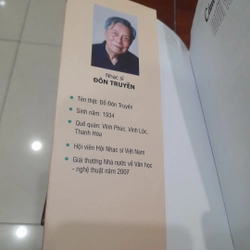 Nhạc sĩ
ĐÔN TRUYỀN
Tên thật: Đỗ Đôn Truyền
Sinh năm: 1934
Quê quán: Vĩnh Phúc, Vĩnh Lộc,
Thanh Hóa
Hội viên Hội Nhạc sĩ Việt Nam
Giải thưởng Nhà nước về Văn học
- nghệ thuật năm 2007